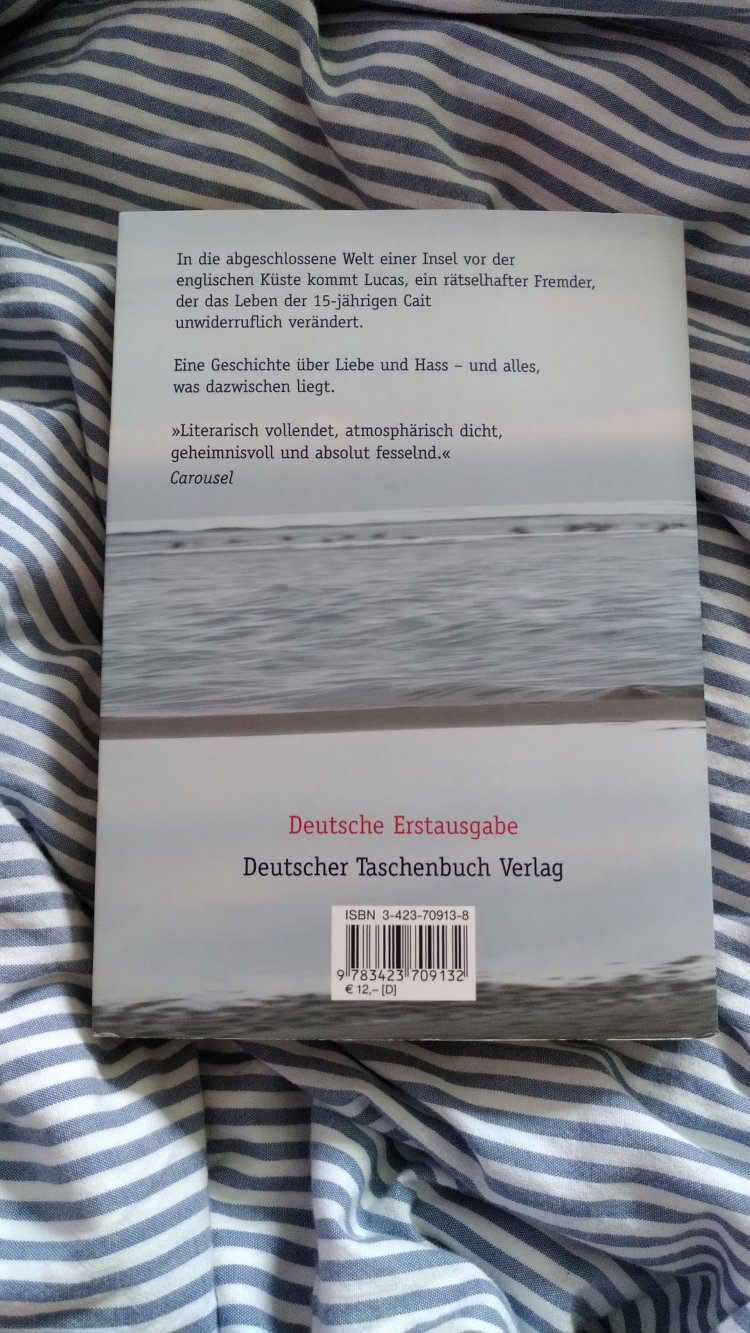 In die abgeschlossene Welt einer Insel vor der
englischen Küste kommt Lucas, ein rätselhafter Fremder,
der das Leben der 15-jährigen Cait
unwiderruflich verändert.
Eine Geschichte über Liebe und Hass – und alles,
was dazwischen liegt.
»Literarisch vollendet, atmosphärisch dicht,
geheimnisvoll und absolut fesselnd.«
Carousel
Deutsche Erstausgabe
Deutscher Taschenbuch Verlag
ISBN 3-423-70913-8
9 783423 709132
€ 12,– [D]